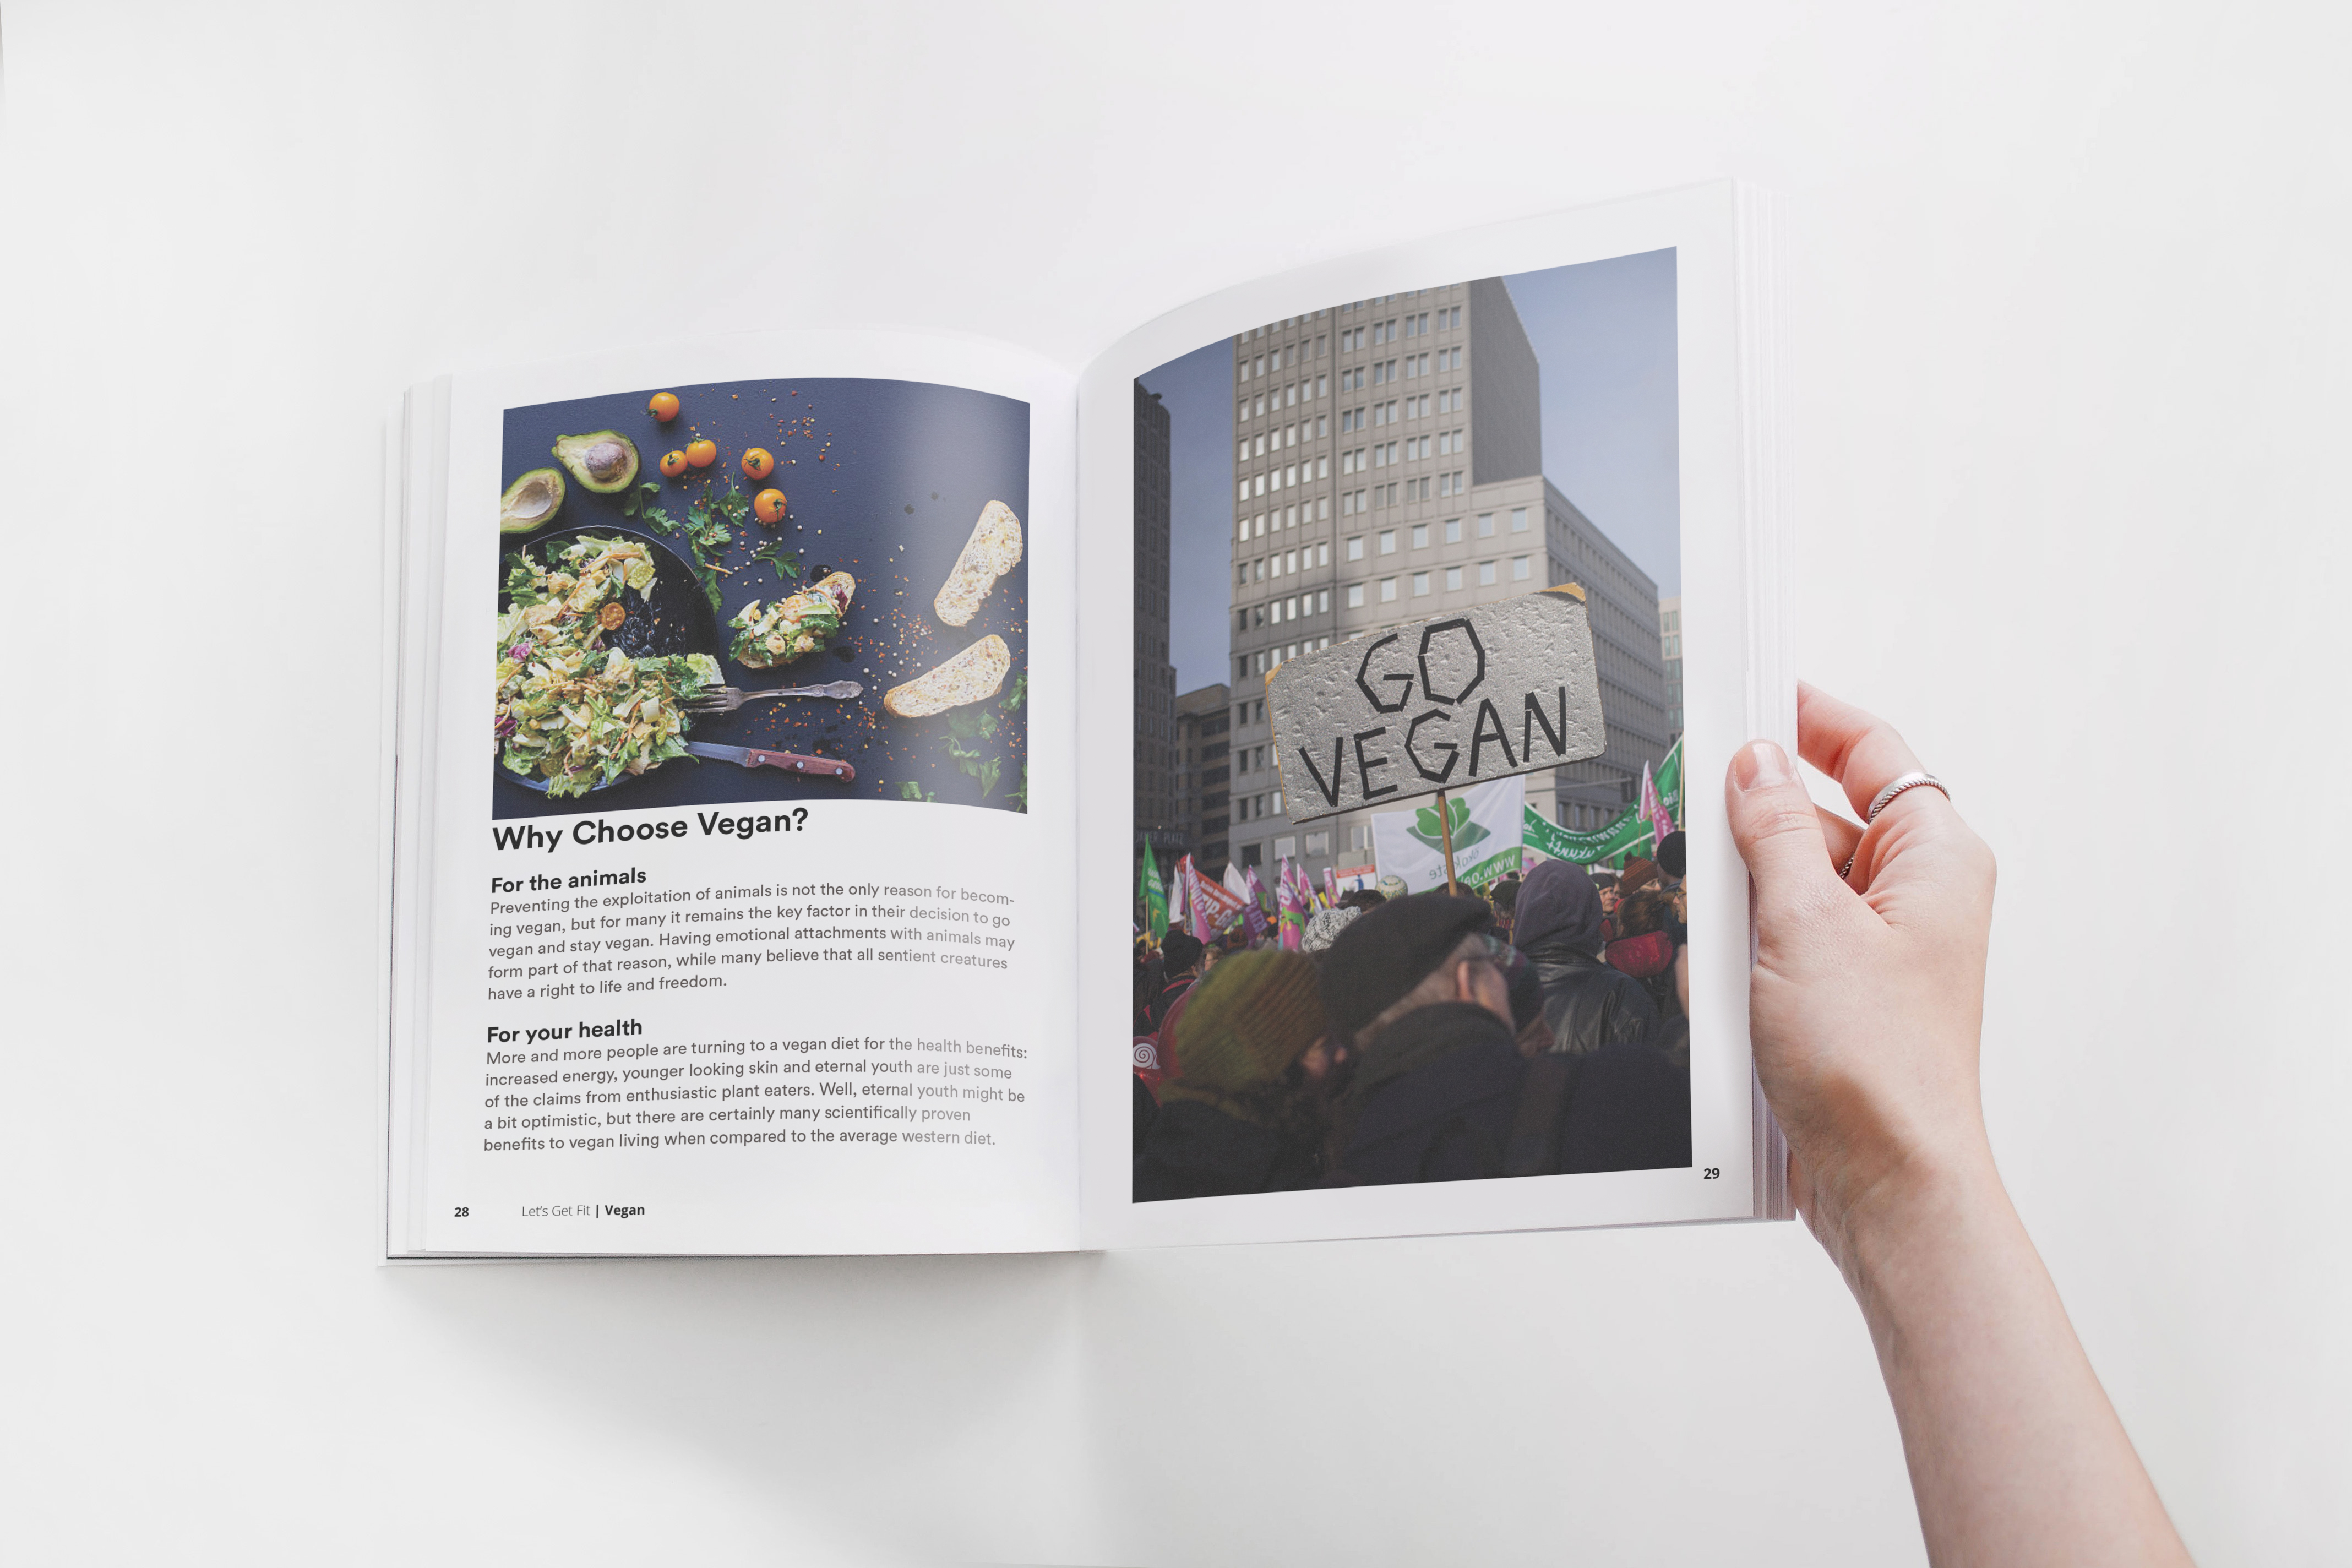 Why Choose Vegan?
For the animals
Preventing the exploitation of animals is not the only reason for becom-
ing vegan, but for many it remains the key factor in their decision to go
vegan and stay vegan. Having emotional attachments with animals may
form part of that reason, while many believe that all sentient creatures
have a right to life and freedom.
For your health
More and more people are turning to a vegan diet for the health benefits:
increased energy, younger looking skin and eternal youth are just some
of the claims from enthusiastic plant eaters. Well, eternal youth might be
a bit optimistic, but there are certainly many scientifically proven
benefits to vegan living when compared to the average western diet.
28 Let's Get Fit | Vegan
GO
VEGAN
29